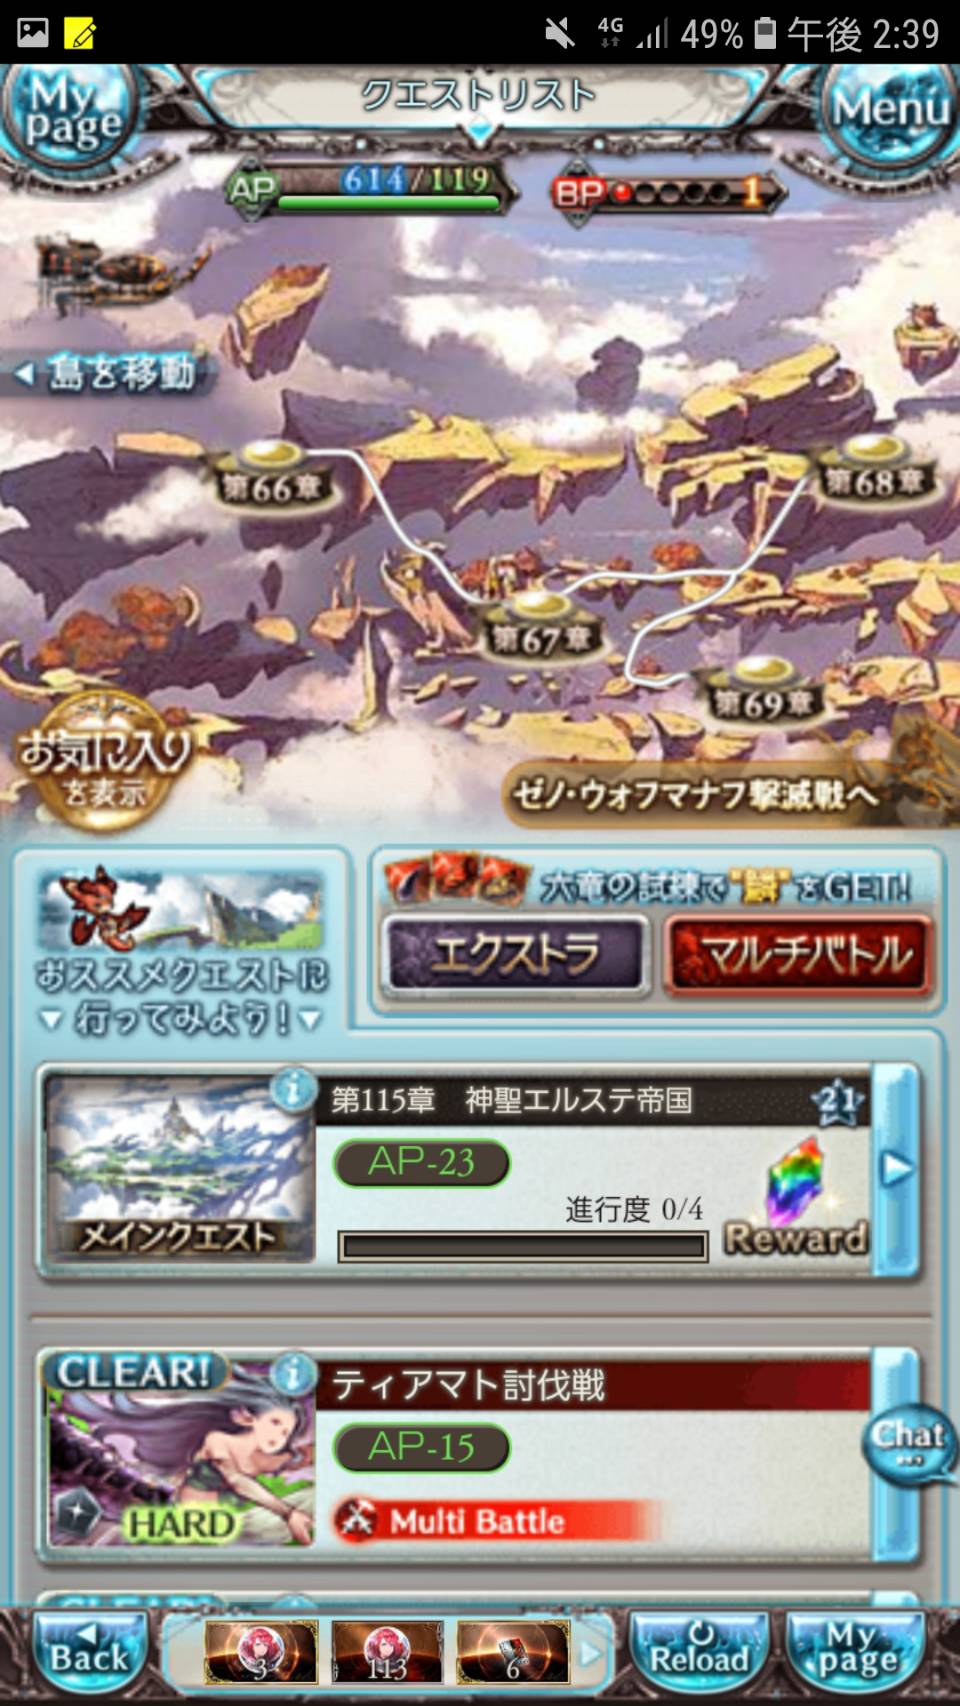 4G 49% 午後 2:39
My page
クエストリスト
Menu
AP 614/119
BP 1
島を移動
第66章
第68章
第67章
第69章
お気に入り
を表示
ゼノ・ウォフマナフ撃滅戦へ
おススメクエストに
▼ 行ってみよう! ▼
六竜の試練で"鱗"をGET!
エクストラ
マルチバトル
第115章 神聖エルステ帝国
21
AP-23
進行度 0/4
メインクエスト
Reward
CLEAR!
ティアマト討伐戦
AP-15
HARD
Multi Battle
Chat
CLEAR!
Back
3
113
6
Reload
My page